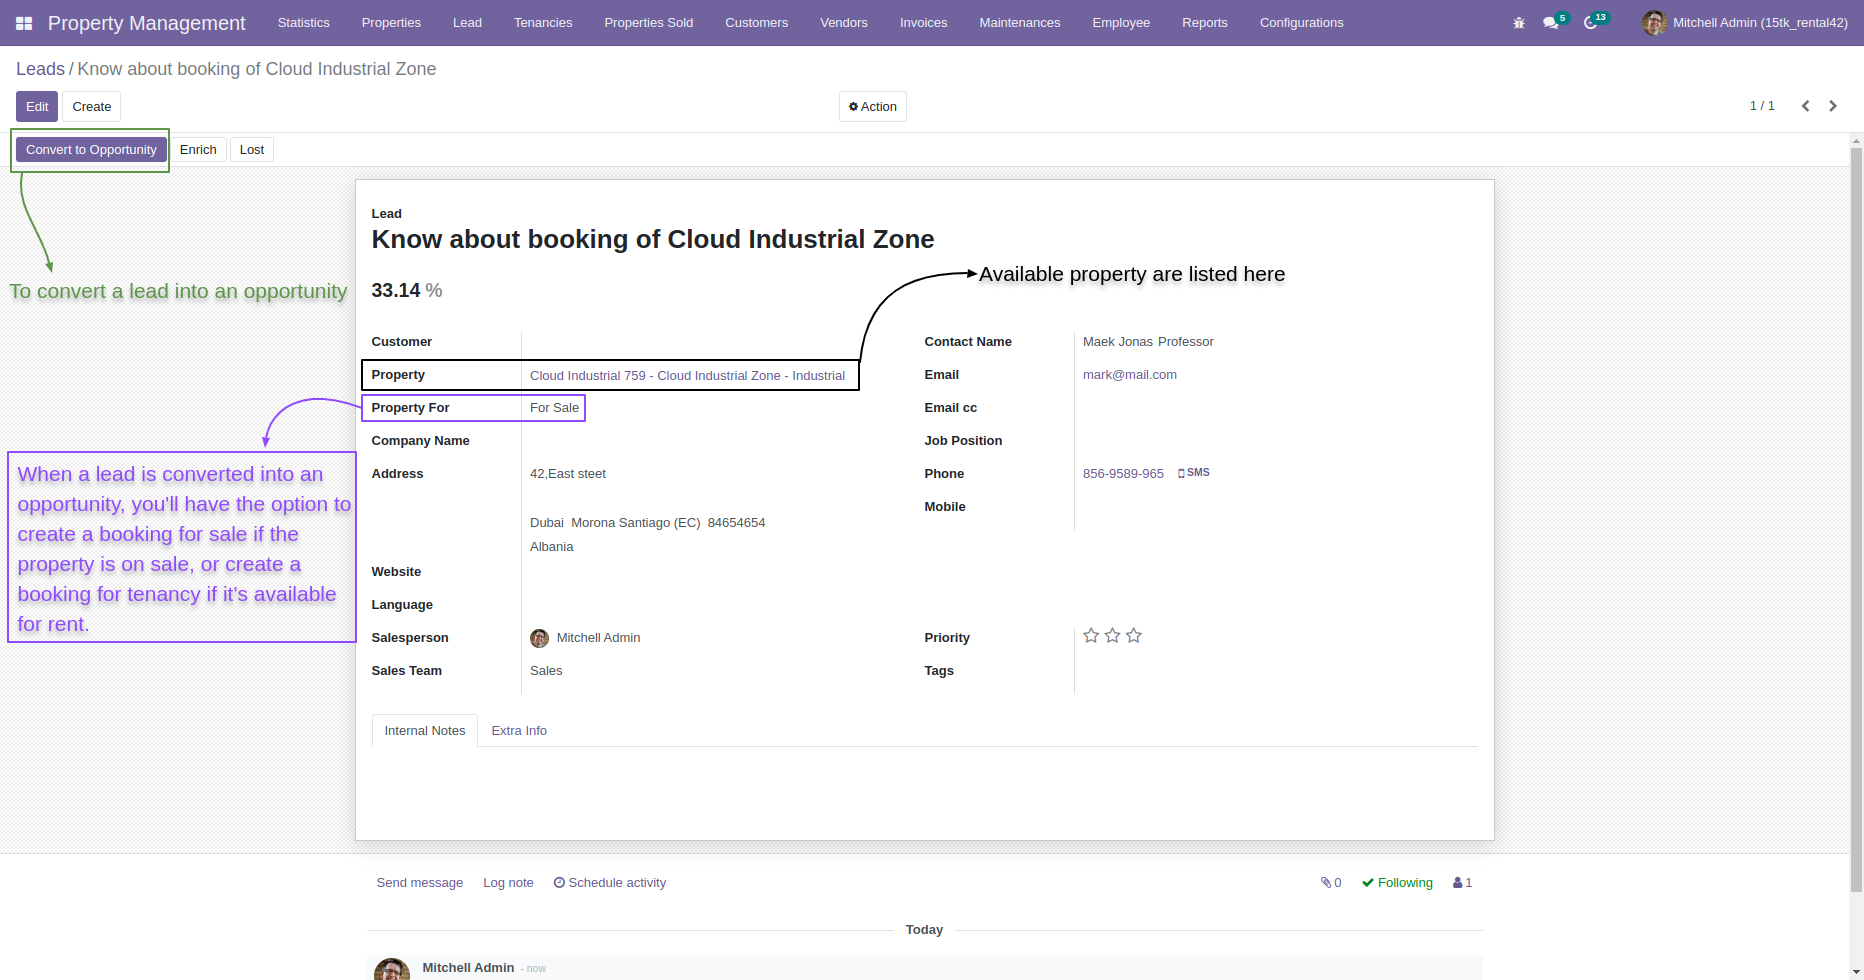 Property Management Statistics Properties Lead Tenancies Properties Sold Customers Vendors Invoices Maintenances Employee Reports Configurations 5 13 Mitchell Admin (15tk_rental42)
Leads / Know about booking of Cloud Industrial Zone
Edit Create Action 1 / 1
Convert to Opportunity Enrich Lost
Lead
Know about booking of Cloud Industrial Zone
Available property are listed here
To convert a lead into an opportunity
33.14 %
Customer
Contact Name Maek Jonas Professor
Property Cloud Industrial 759 - Cloud Industrial Zone - Industrial
Email mark@mail.com
Property For For Sale
Email cc
Company Name
Job Position
Address 42,East steet
Phone 856-9589-965 SMS
Mobile
Dubai Morona Santiago (EC) 84654654
Albania
When a lead is converted into an
opportunity, you'll have the option to
create a booking for sale if the
property is on sale, or create a
booking for tenancy if it's available
for rent.
Website
Language
Salesperson Mitchell Admin
Priority
Sales Team Sales
Tags
Internal Notes Extra Info
Send message Log note Schedule activity 0 Following 1
Today
Mitchell Admin - now